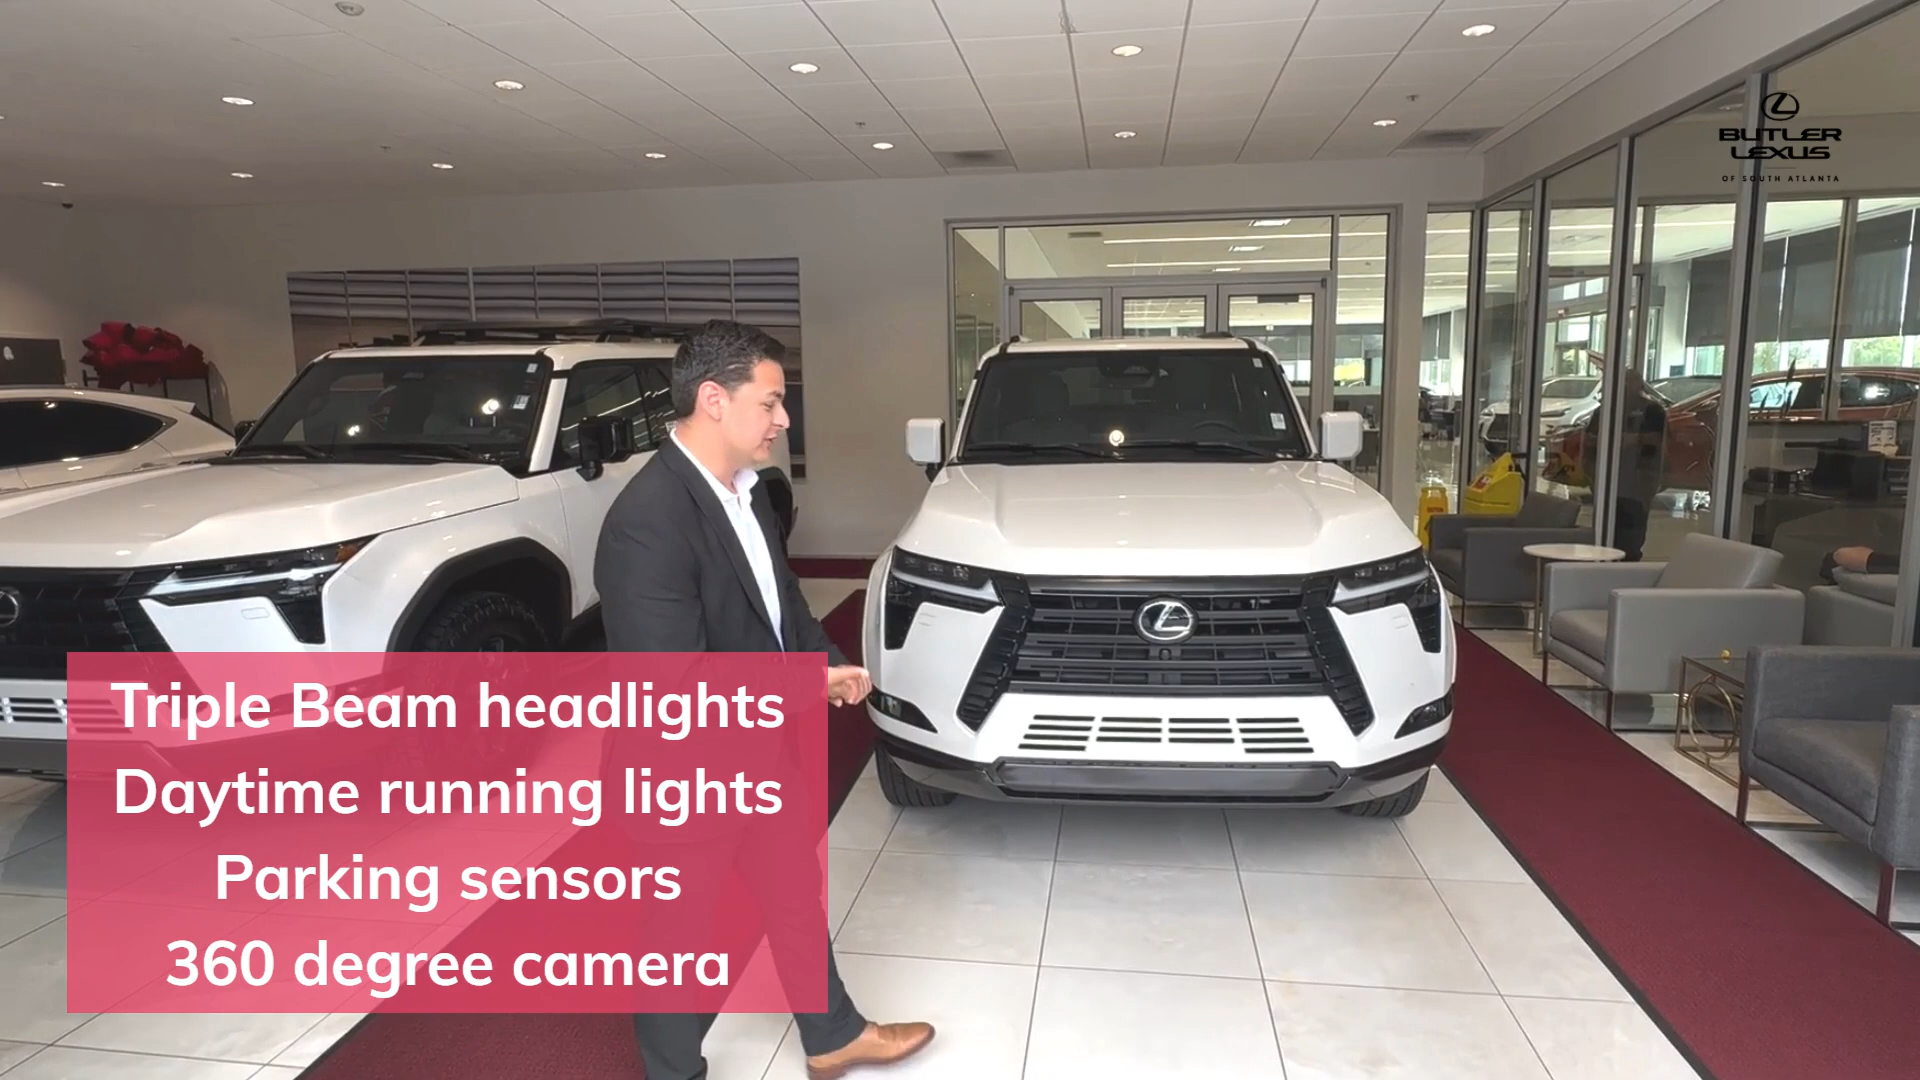 BUTLER
LEXUS
OF SOUTH ATLANTA
Triple Beam headlights
Daytime running lights
Parking sensors
360 degree camera